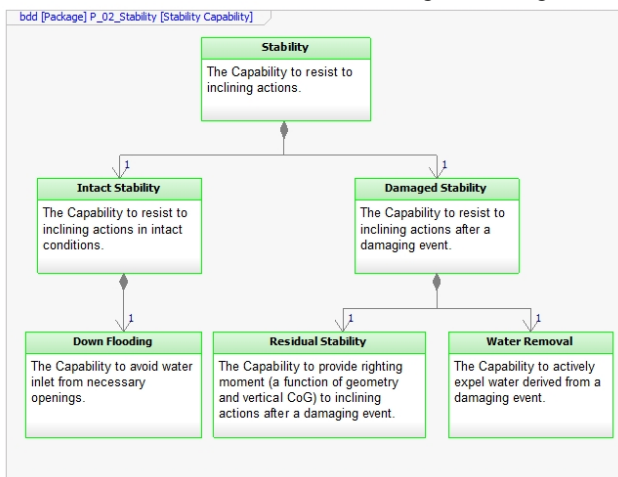 bdd [Package] P_02_Stability [Stability Capability]
Stability
The Capability to resist to
inclining actions.
1
1
Intact Stability
The Capability to resist to
inclining actions in intact
conditions.
Damaged Stability
The Capability to resist to
inclining actions after a
damaging event.
1
1
1
Down Flooding
The Capability to avoid water
inlet from necessary
openings.
Residual Stability
The Capability to provide righting
moment (a function of geometry
and vertical CoG) to inclining
actions after a damaging event.
Water Removal
The Capability to actively
expel water derived from a
damaging event.